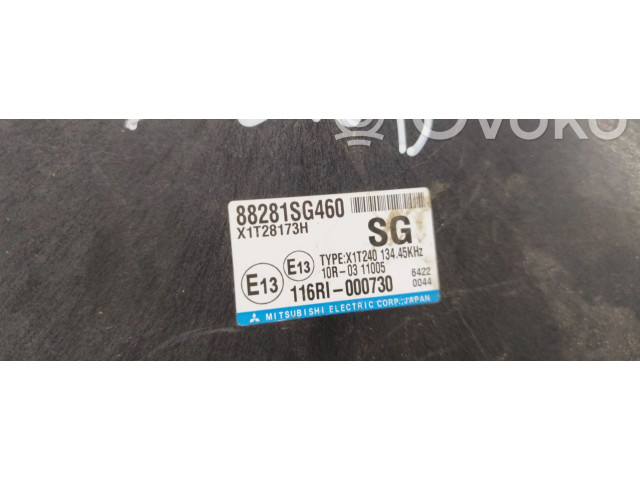 OVOKO
88281SG460
X1T28173H
SG
TYPE:X1T240 134.45KHz
E13 E13 10R-03 11005
116RI-000730
6422
0044
MITSUBISHI ELECTRIC CORP. JAPAN